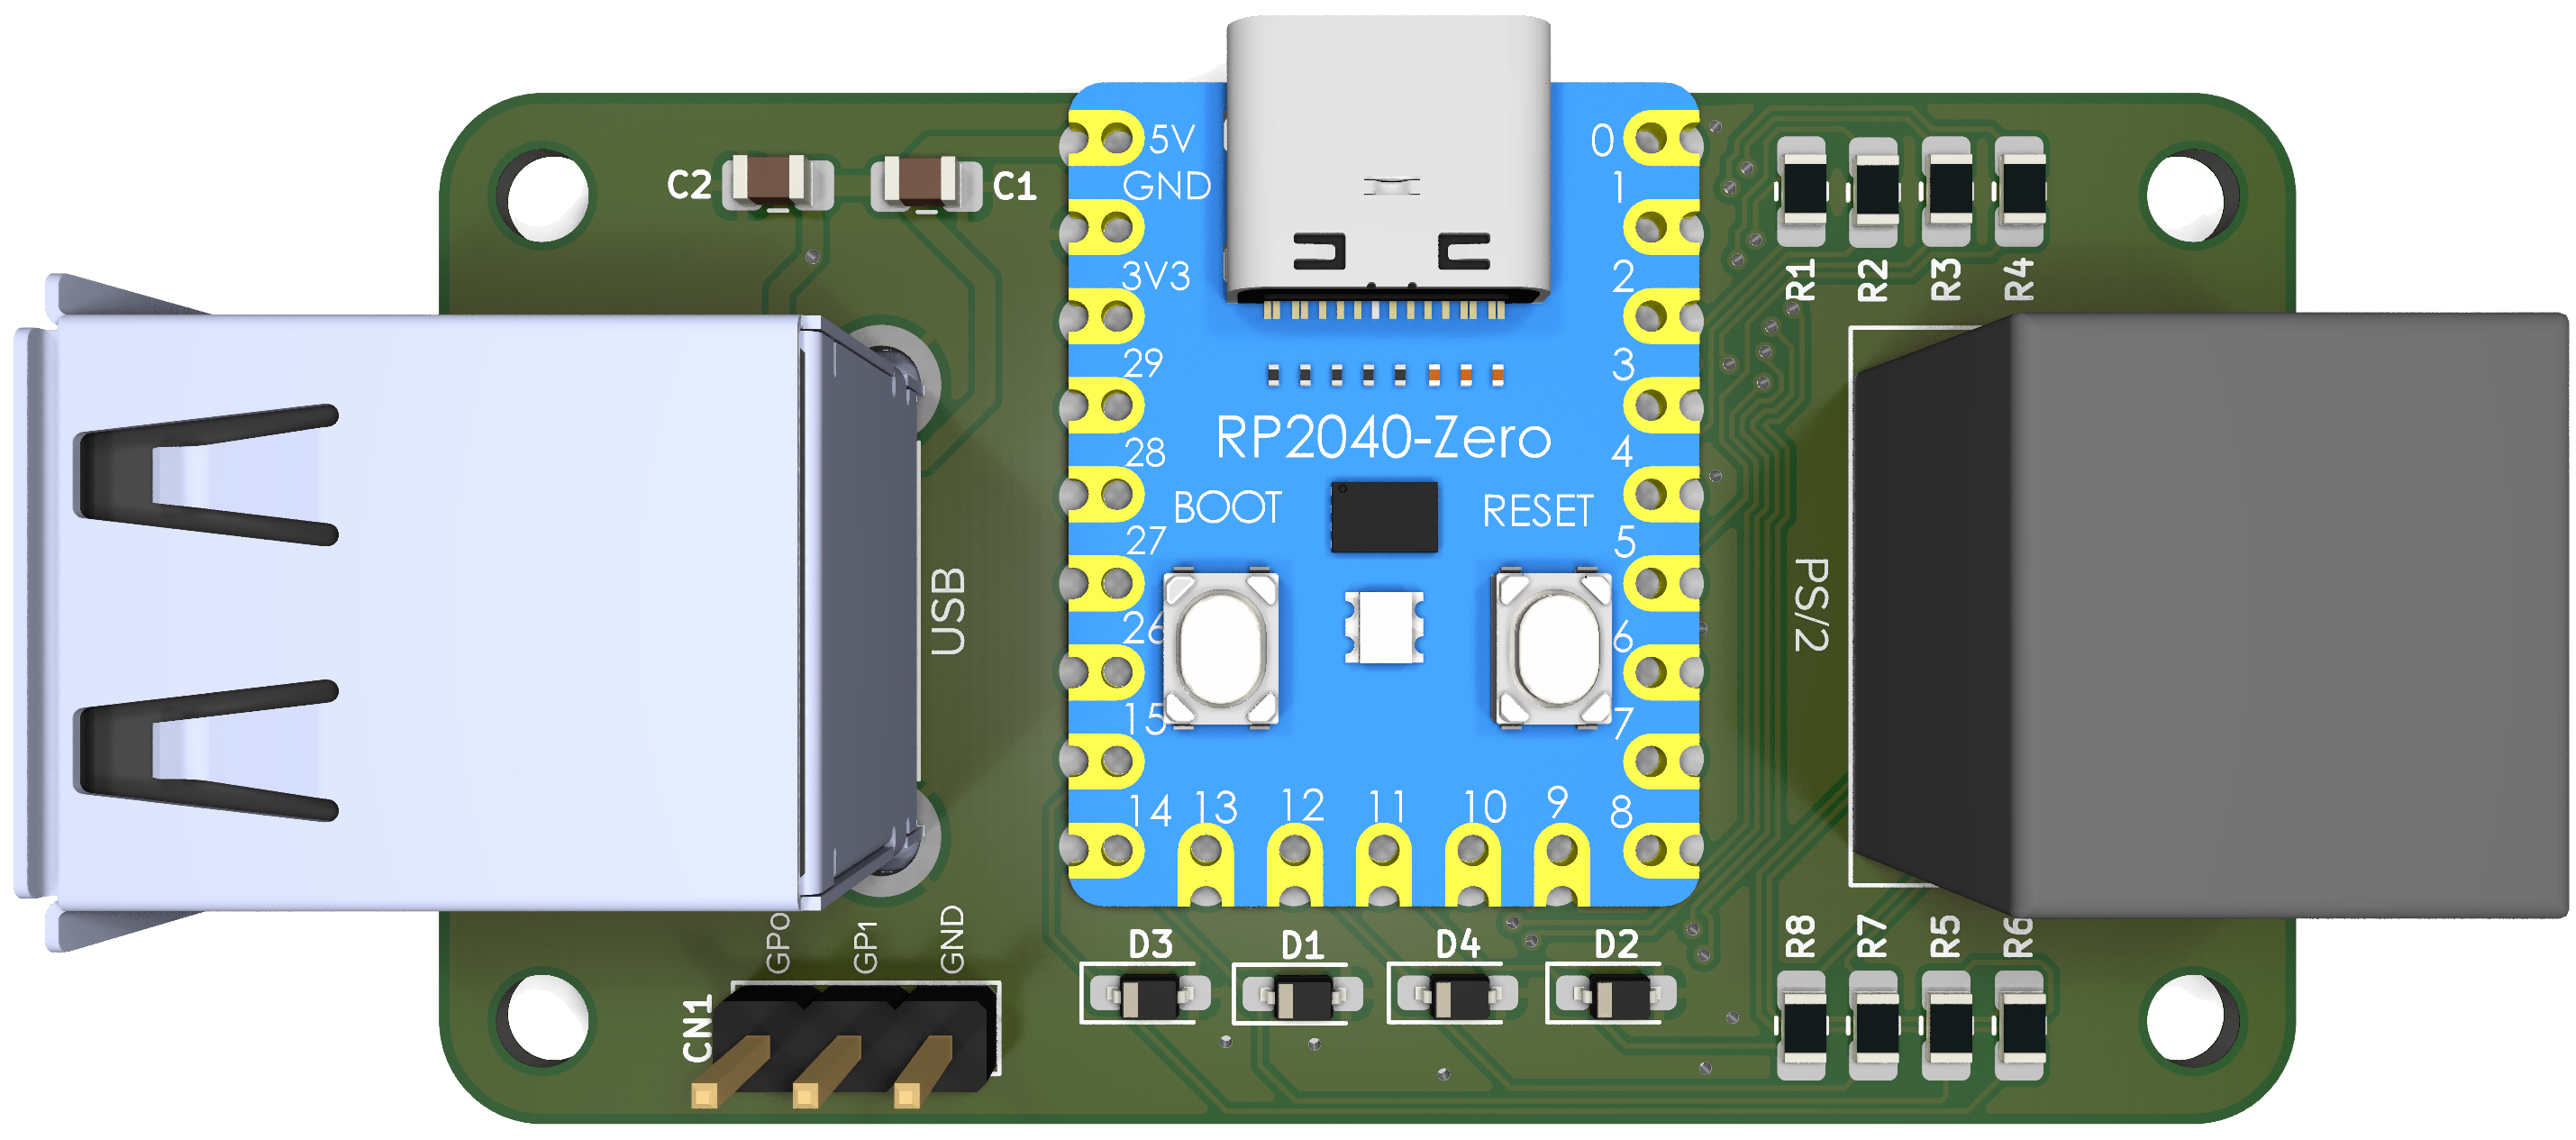 C2
C1
5V
GND
3V3
29
28
27
26
15
14
13
12
11
10
9
8
0
1
2
3
4
5
6
7
RP2040-Zero
BOOT
RESET
R1
R2
R3
R4
USB
PS/2
GP0
GP1
GND
CN1
D3
D1
D4
D2
R8
R7
R5
R6